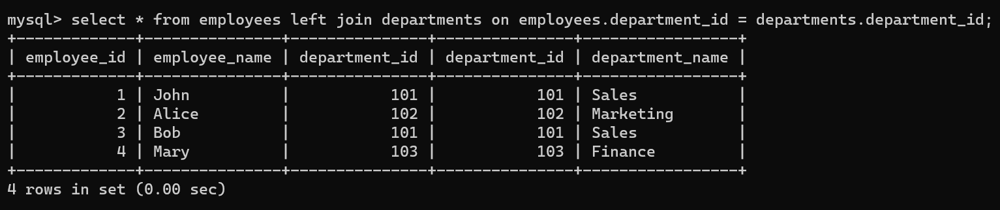 mysql> select * from employees left join departments on employees.department_id = departments.department_id;
+-------------+---------------+---------------+---------------+-----------------+
| employee_id | employee_name | department_id | department_id | department_name |
+-------------+---------------+---------------+---------------+-----------------+
|           1 | John          |           101 |           101 | Sales           |
|           2 | Alice         |           102 |           102 | Marketing       |
|           3 | Bob           |           101 |           101 | Sales           |
|           4 | Mary          |           103 |           103 | Finance         |
+-------------+---------------+---------------+---------------+-----------------+
4 rows in set (0.00 sec)